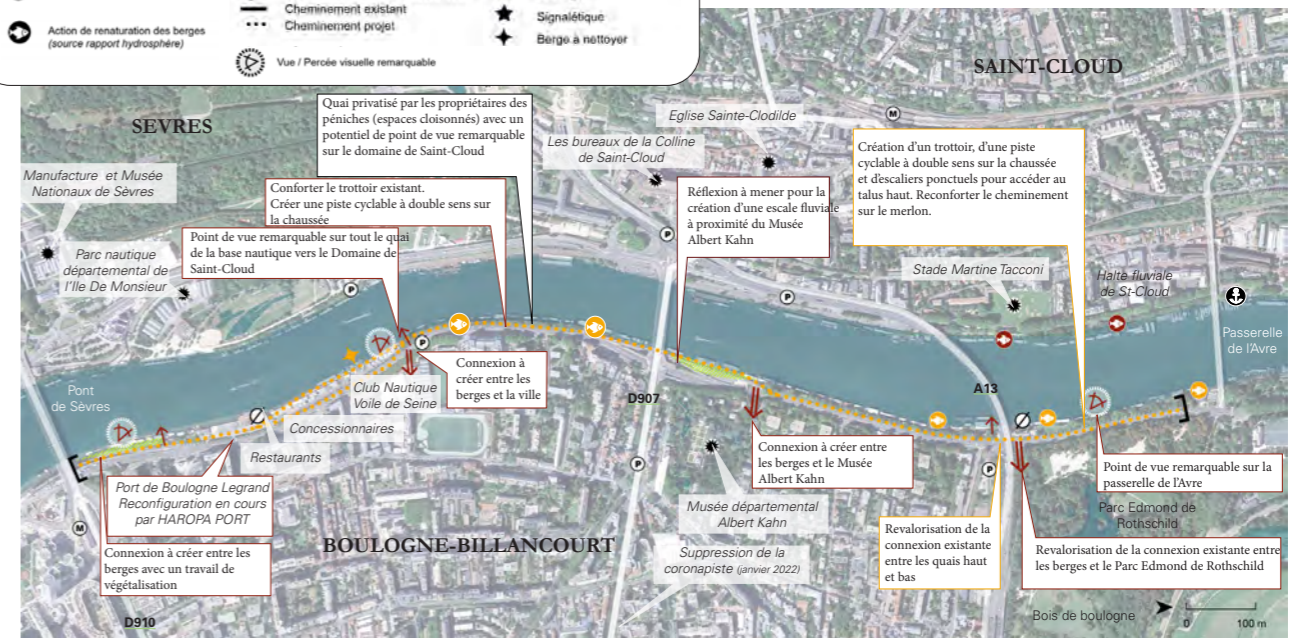 Cheminement existant
Cheminement projet
Signalétique
Berge à nettoyer
Action de renaturation des berges
(source rapport hydrosphère)
Vue / Percée visuelle remarquable
SEVRES
SAINT-CLOUD
Quai privatisé par les propriétaires des
péniches (espaces cloisonnés) avec un
potentiel de point de vue remarquable
sur le domaine de Saint-Cloud
Eglise Sainte-Clodilde
Les bureaux de la Colline
de Saint-Cloud
M
Création d'un trottoir, d'une piste
cyclable à double sens sur la chaussée
et d'escaliers ponctuels pour accéder au
talus haut. Reconforter le cheminement
sur le merlon.
Manufacture et Musée
Nationaux de Sèvres
Conforter le trottoir existant.
Créer une piste cyclable à double sens sur
la chaussée
Réflexion à mener pour la
création d'une escale fluviale
à proximité du Musée
Albert Kahn
Point de vue remarquable sur tout le quai
de la base nautique vers le Domaine de
Saint-Cloud
Parc nautique
départemental de
l'Ile De Monsieur
P
P
P
Stade Martine Tacconi
Halte fluviale
de St-Cloud
Passerelle
de l'Avre
P
Connexion à
créer entre les
berges et la ville
Club Nautique
Voile de Seine
Pont
de Sèvres
D907
A13
Concessionnaires
Restaurants
P
P
Connexion à créer entre
les berges et le Musée
Albert Kahn
Point de vue remarquable sur la
passerelle de l'Avre
Port de Boulogne Legrand
Reconfiguration en cours
par HAROPA PORT
Musée départemental
Albert Kahn
Parc Edmond de
Rothschild
M
BOULOGNE-BILLANCOURT
Suppression de la
coronapiste (janvier 2022)
Revalorisation de la
connexion existante
entre les quais haut
et bas
Revalorisation de la connexion existante entre
les berges et le Parc Edmond de Rothschild
Connexion à créer entre les
berges avec un travail de
végétalisation
Bois de boulogne
D910
0 100 m